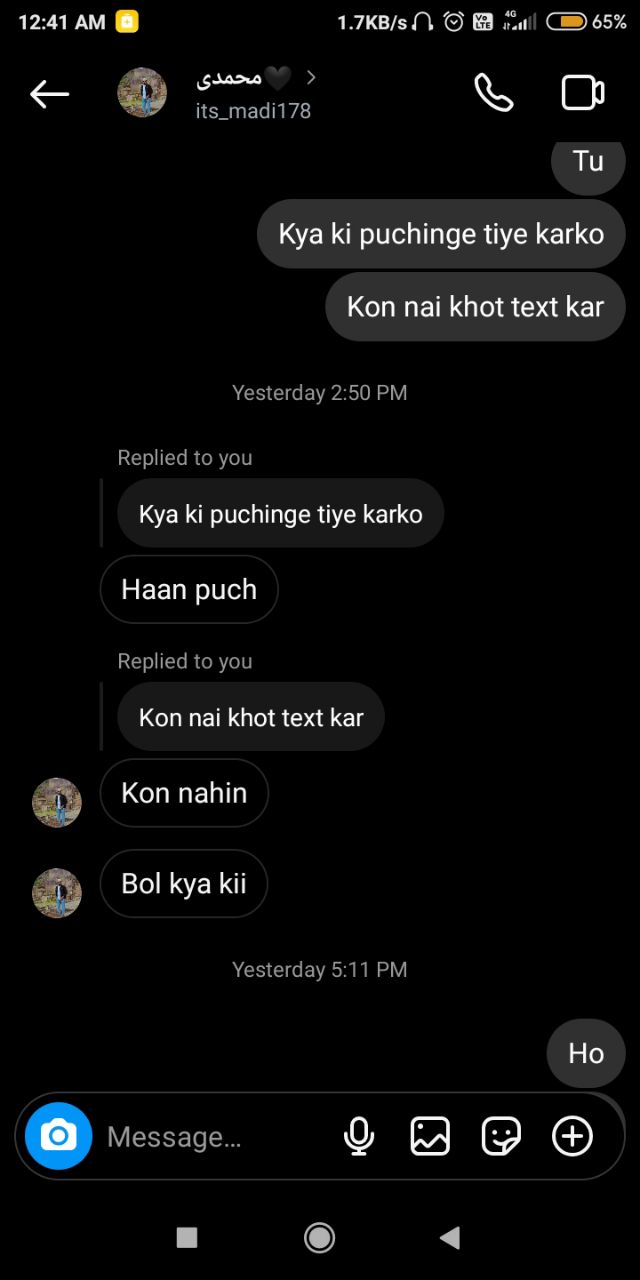 12:41 AM 1.7KB/s Vo LTE 4G 65%
محمدی🖤
its_madi178
Tu
Kya ki puchinge tiye karko
Kon nai khot text kar
Yesterday 2:50 PM
Replied to you
Kya ki puchinge tiye karko
Haan puch
Replied to you
Kon nai khot text kar
Kon nahin
Bol kya kii
Yesterday 5:11 PM
Ho
Message...